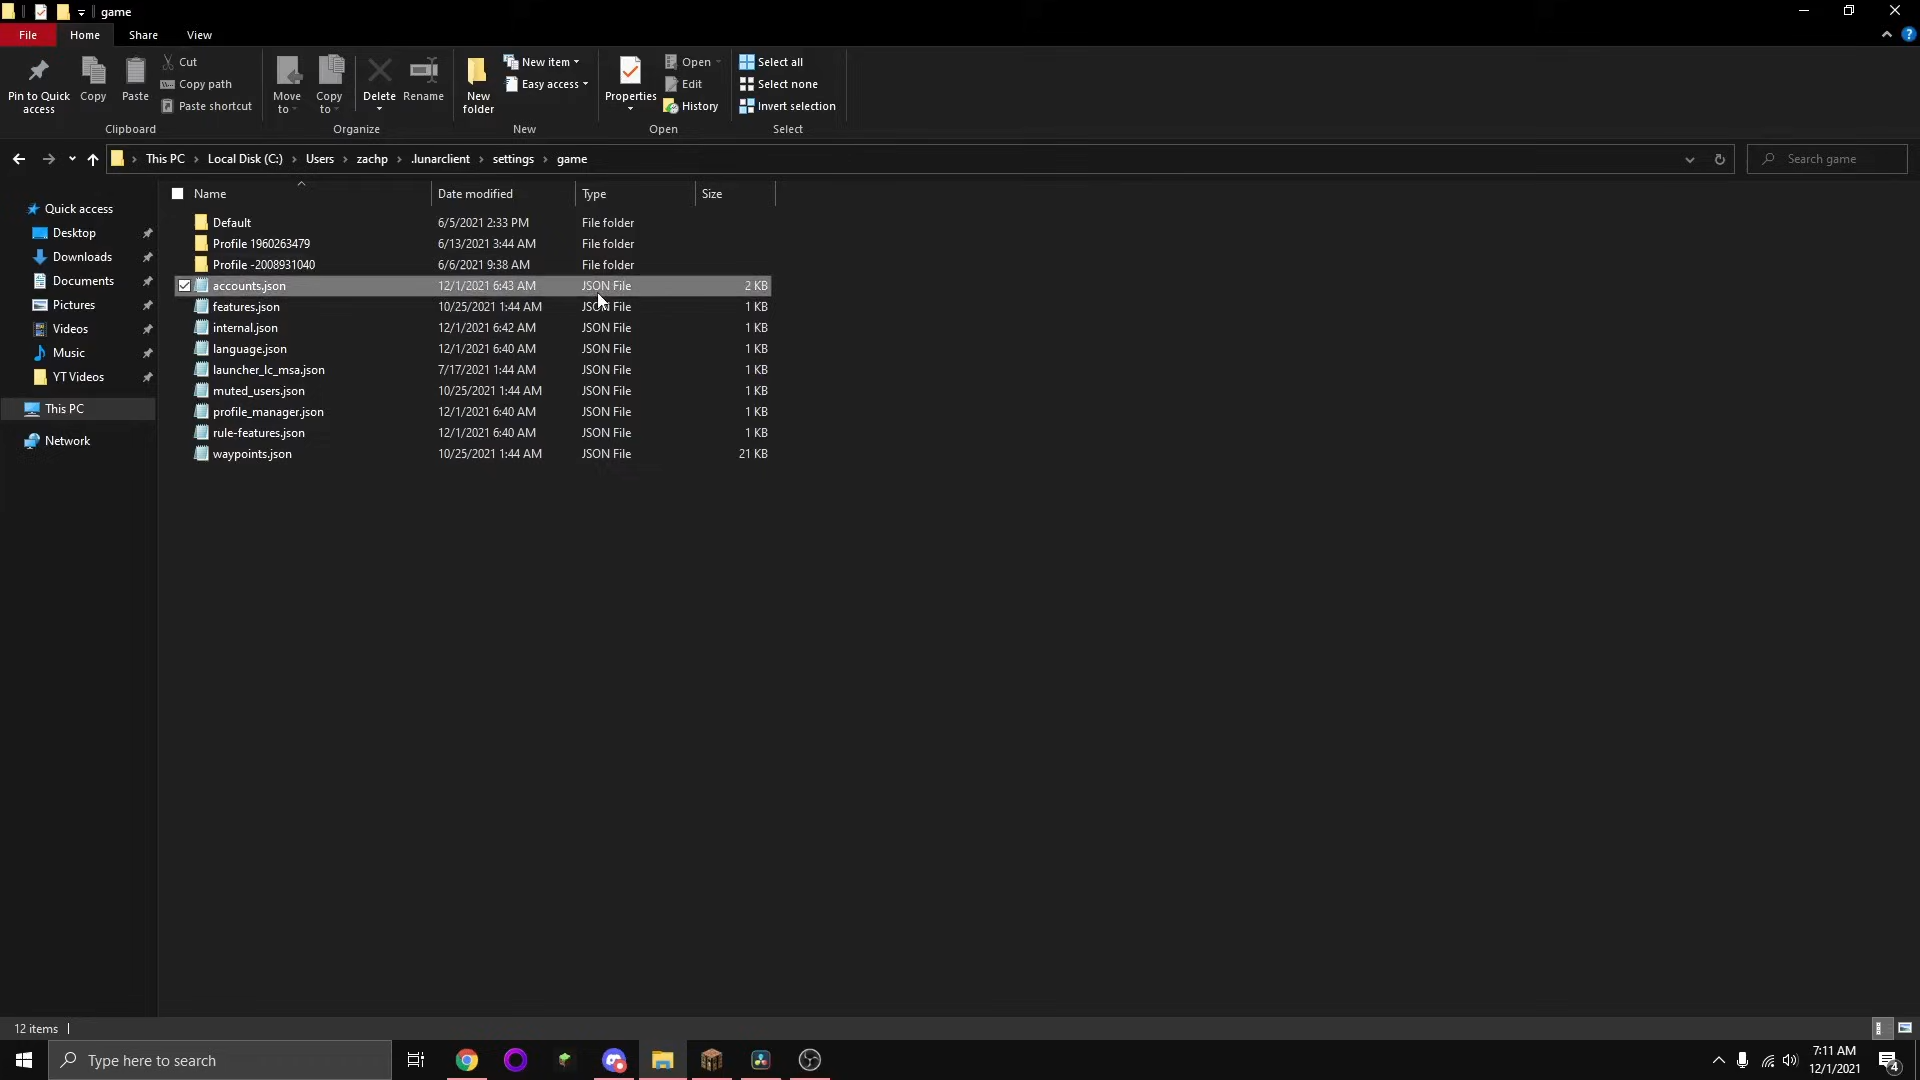 game
File Home Share View
Pin to Quick access
Copy
Paste
Cut
Copy path
Paste shortcut
Clipboard
Move to
Copy to
Delete
Rename
Organize
New folder
New item
Easy access
New
Properties
Open
Edit
History
Open
Select all
Select none
Invert selection
Select
This PC > Local Disk (C:) > Users > zachp > .lunarclient > settings > game
Search game
Quick access
Desktop
Downloads
Documents
Pictures
Videos
Music
YT Videos
This PC
Network
Name Date modified Type Size
Default 6/5/2021 2:33 PM File folder
Profile 1960263479 6/13/2021 3:44 AM File folder
Profile -2008931040 6/6/2021 9:38 AM File folder
accounts.json 12/1/2021 6:43 AM JSON File 2 KB
features.json 10/25/2021 1:44 AM JSON File 1 KB
internal.json 12/1/2021 6:42 AM JSON File 1 KB
language.json 12/1/2021 6:40 AM JSON File 1 KB
launcher_lc_msa.json 7/17/2021 1:44 AM JSON File 1 KB
muted_users.json 10/25/2021 1:44 AM JSON File 1 KB
profile_manager.json 12/1/2021 6:40 AM JSON File 1 KB
rule-features.json 12/1/2021 6:40 AM JSON File 1 KB
waypoints.json 10/25/2021 1:44 AM JSON File 21 KB
12 items
Type here to search
7:11 AM
12/1/2021
4